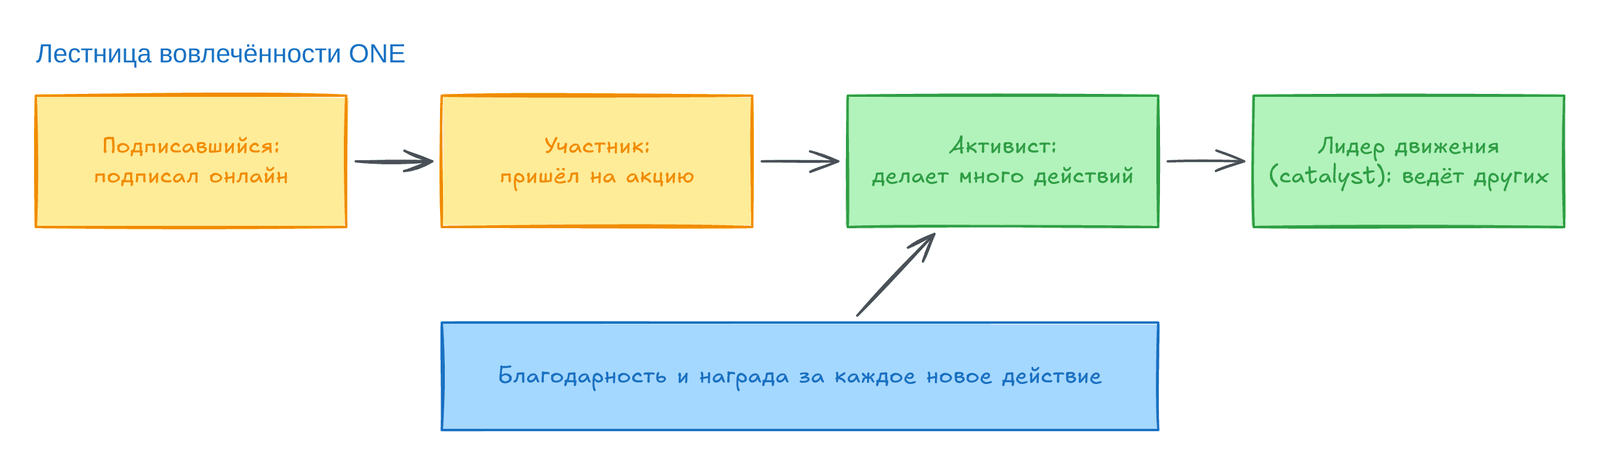 Лестница вовлечённости ONE
Подписавшийся:
подписал онлайн
Участник:
пришёл на акцию
Активист:
делает много действий
Лидер движения
(catalyst): ведёт других
Благодарность и награда за каждое новое действие